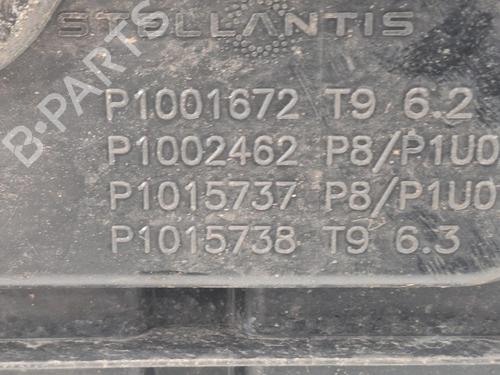 STELLANTIS
P1001672 T9 6.2
P1002462 P8/P1U0
P1015737 P8/P1U0
P1015738 T9 6.3
B-PARTS